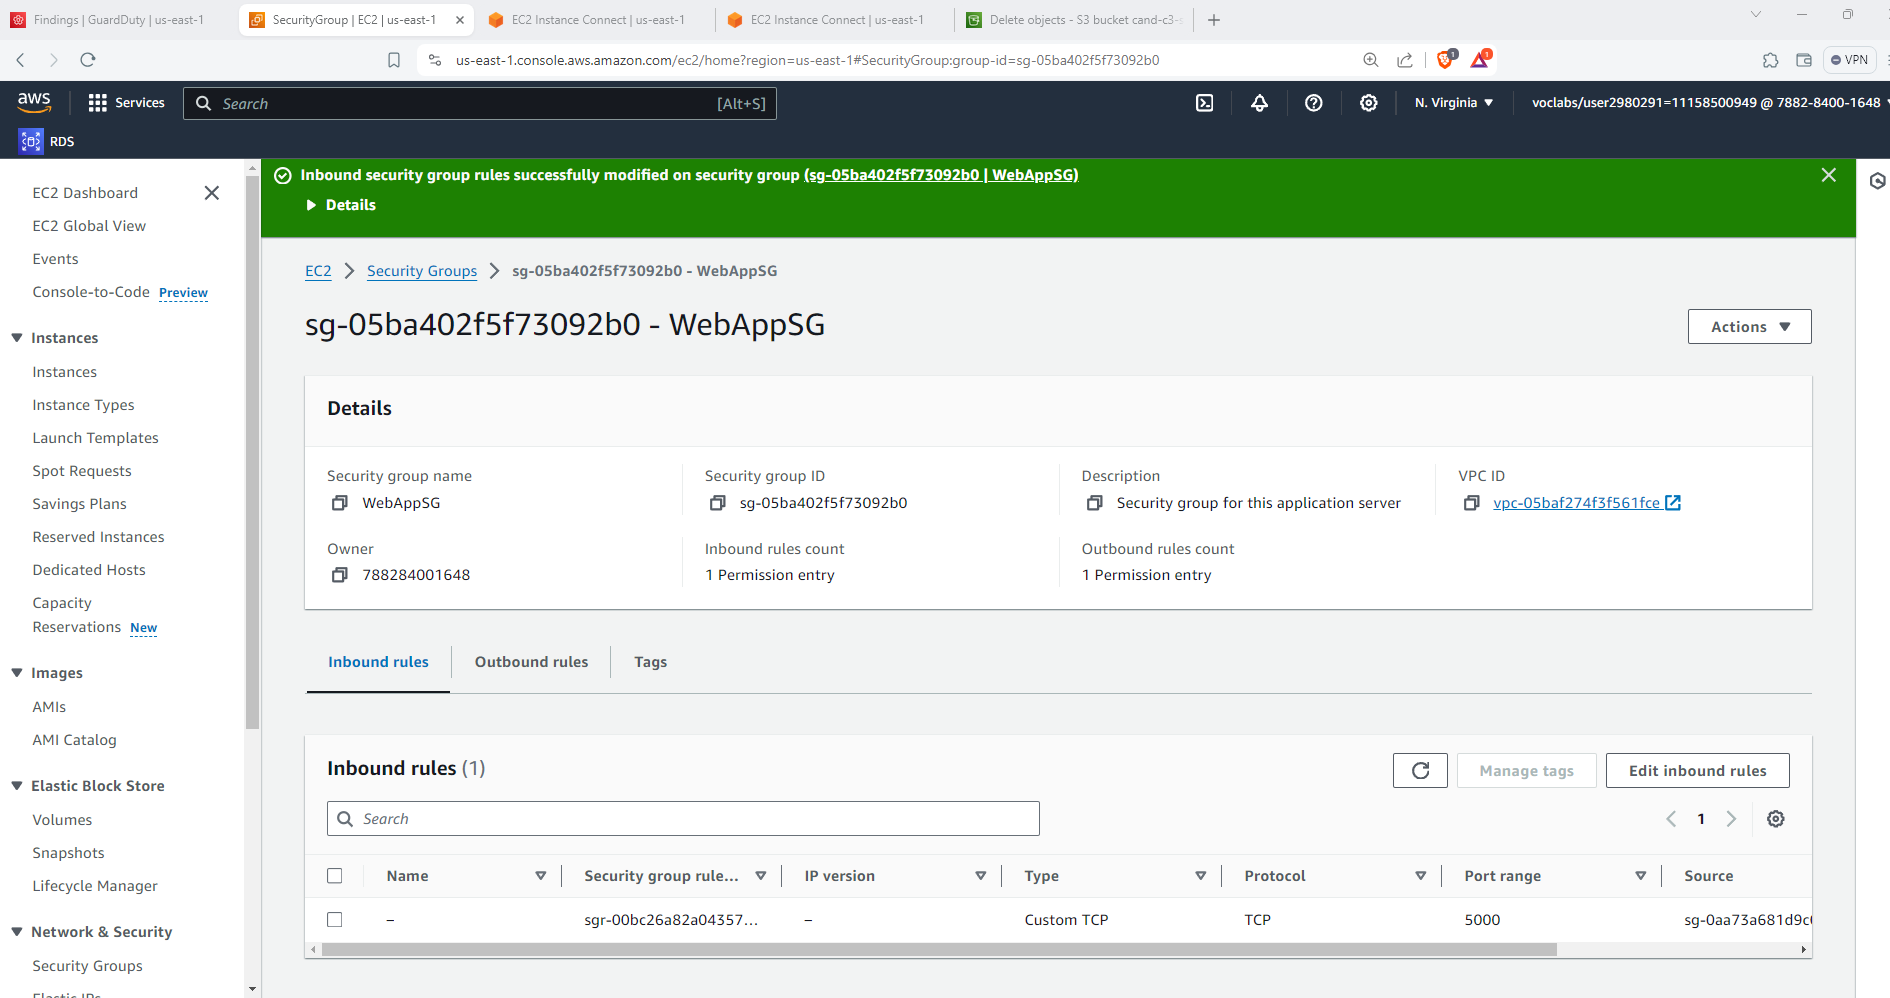 Findings | GuardDuty | us-east-1
SecurityGroup | EC2 | us-east-1
EC2 Instance Connect | us-east-1
EC2 Instance Connect | us-east-1
Delete objects - S3 bucket cand-c3-
us-east-1.console.aws.amazon.com/ec2/home?region=us-east-1#SecurityGroup:group-id=sg-05ba402f5f73092b0
1
1
VPN
aws
Services
Search
[Alt+S]
N. Virginia
voclabs/user2980291=11158500949 @ 7882-8400-1648
RDS
EC2 Dashboard
EC2 Global View
Events
Console-to-Code Preview
Instances
Instances
Instance Types
Launch Templates
Spot Requests
Savings Plans
Reserved Instances
Dedicated Hosts
Capacity
Reservations New
Images
AMIs
AMI Catalog
Elastic Block Store
Volumes
Snapshots
Lifecycle Manager
Network & Security
Security Groups
Elastic IPs
Inbound security group rules successfully modified on security group (sg-05ba402f5f73092b0 | WebAppSG)
Details
EC2 > Security Groups > sg-05ba402f5f73092b0 - WebAppSG
sg-05ba402f5f73092b0 - WebAppSG
Actions
Details
Security group name
WebAppSG
Security group ID
sg-05ba402f5f73092b0
Description
Security group for this application server
VPC ID
vpc-05baf274f3f561fce
Owner
788284001648
Inbound rules count
1 Permission entry
Outbound rules count
1 Permission entry
Inbound rules
Outbound rules
Tags
Inbound rules (1)
Manage tags
Edit inbound rules
Search
1
Name
Security group rule...
IP version
Type
Protocol
Port range
Source
–
sgr-00bc26a82a04357...
–
Custom TCP
TCP
5000
sg-0aa73a681d9c